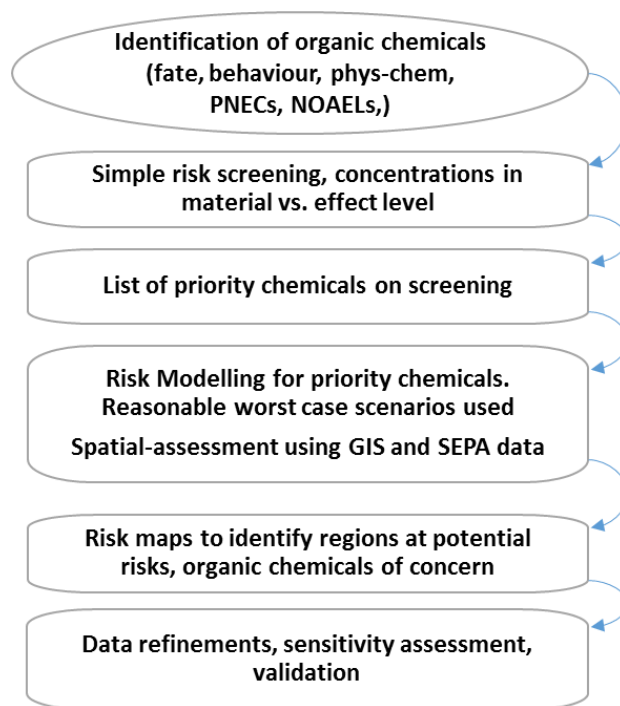 Identification of organic chemicals
(fate, behaviour, phys-chem,
PNECs, NOAELs,)
Simple risk screening, concentrations in
material vs. effect level
List of priority chemicals on screening
Risk Modelling for priority chemicals.
Reasonable worst case scenarios used
Spatial-assessment using GIS and SEPA data
Risk maps to identify regions at potential
risks, organic chemicals of concern
Data refinements, sensitivity assessment,
validation